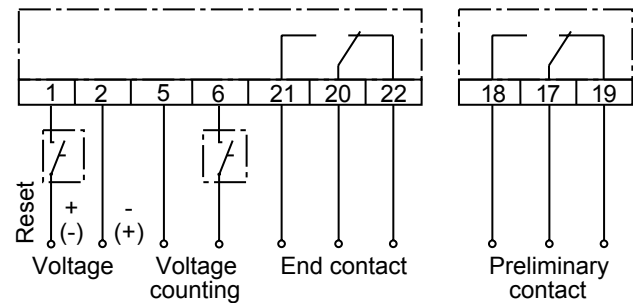 1 2 5 6 21 20 22 18 17 19
Reset
+ -
(-) (+)
Voltage Voltage End contact Preliminary
counting contact